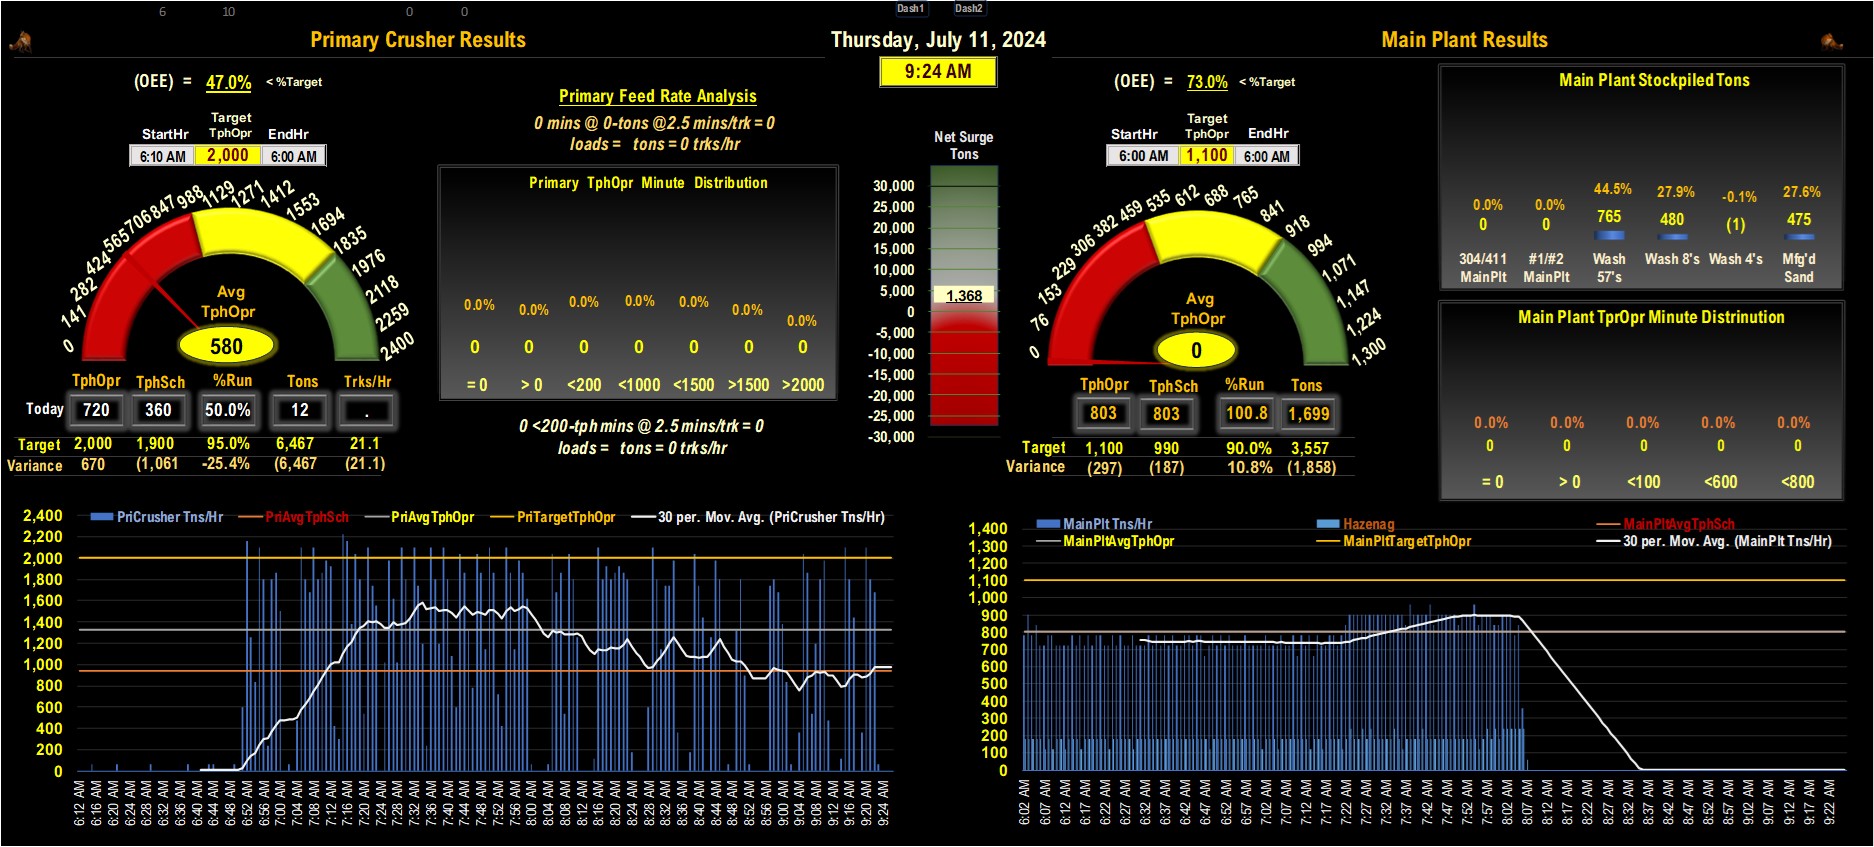 6 10 0 0 Dash1 Dash2
Primary Crusher Results
Thursday, July 11, 2024
9:24 AM
Main Plant Results
(OEE) = 47.0% < %Target
Target
StartHr TphOpr EndHr
6:10 AM 2,000 6:00 AM
0 141 282 424 565 706 847 988 1129 1271 1412 1553 1694 1835 1976 2118 2259 2400
Avg
TphOpr
580
TphOpr TphSch %Run Tons Trks/Hr
Today 720 360 50.0% 12 .
Target 2,000 1,900 95.0% 6,467 21.1
Variance 670 (1,061 -25.4% (6,467 (21.1)
Primary Feed Rate Analysis
0 mins @ 0-tons @2.5 mins/trk = 0
loads = tons = 0 trks/hr
Primary TphOpr Minute Distribution
0.0% 0.0% 0.0% 0.0% 0.0% 0.0% 0.0%
0 0 0 0 0 0 0
= 0 > 0 <200 <1000 <1500 >1500 >2000
0 <200-tph mins @ 2.5 mins/trk = 0
loads = tons = 0 trks/hr
Net Surge
Tons
30,000
25,000
20,000
15,000
10,000
5,000
1,368
0
-5,000
-10,000
-15,000
-20,000
-25,000
-30,000
(OEE) = 73.0% < %Target
Target
StartHr TphOpr EndHr
6:00 AM 1,100 6:00 AM
0 76 153 229 306 382 459 535 612 688 765 841 918 994 1,071 1,147 1,224 1,300
Avg
TphOpr
0
TphOpr TphSch %Run Tons
803 803 100.8 1,699
Target 1,100 990 90.0% 3,557
Variance (297) (187) 10.8% (1,858)
Main Plant Stockpiled Tons
0.0% 0.0% 44.5% 27.9% -0.1% 27.6%
0 0 765 480 (1) 475
304/411 #1/#2 Wash Wash 8's Wash 4's Mfg'd
MainPlt MainPlt 57's Sand
Main Plant TprOpr Minute Distrinution
0.0% 0.0% 0.0% 0.0% 0.0%
0 0 0 0 0
= 0 > 0 <100 <600 <800
PriCrusher Tns/Hr PriAvgTphSch PriAvgTphOpr PriTargetTphOpr 30 per. Mov. Avg. (PriCrusher Tns/Hr)
2,400
2,200
2,000
1,800
1,600
1,400
1,200
1,000
800
600
400
200
0
6:12 AM 6:16 AM 6:20 AM 6:24 AM 6:28 AM 6:32 AM 6:36 AM 6:40 AM 6:44 AM 6:48 AM 6:52 AM 6:56 AM 7:00 AM 7:04 AM 7:08 AM 7:12 AM 7:16 AM 7:20 AM 7:24 AM 7:28 AM 7:32 AM 7:36 AM 7:40 AM 7:44 AM 7:48 AM 7:52 AM 7:56 AM 8:00 AM 8:04 AM 8:08 AM 8:12 AM 8:16 AM 8:20 AM 8:24 AM 8:28 AM 8:32 AM 8:36 AM 8:40 AM 8:44 AM 8:48 AM 8:52 AM 8:56 AM 9:00 AM 9:04 AM 9:08 AM 9:12 AM 9:16 AM 9:20 AM 9:24 AM
MainPlt Tns/Hr Hazenag MainPltAvgTphSch
MainPltAvgTphOpr MainPltTargetTphOpr 30 per. Mov. Avg. (MainPlt Tns/Hr)
1,400
1,300
1,200
1,100
1,000
900
800
700
600
500
400
300
200
100
0
6:02 AM 6:07 AM 6:12 AM 6:17 AM 6:22 AM 6:27 AM 6:32 AM 6:37 AM 6:42 AM 6:47 AM 6:52 AM 6:57 AM 7:02 AM 7:07 AM 7:12 AM 7:17 AM 7:22 AM 7:27 AM 7:32 AM 7:37 AM 7:42 AM 7:47 AM 7:52 AM 7:57 AM 8:02 AM 8:07 AM 8:12 AM 8:17 AM 8:22 AM 8:27 AM 8:32 AM 8:37 AM 8:42 AM 8:47 AM 8:52 AM 8:57 AM 9:02 AM 9:07 AM 9:12 AM 9:17 AM 9:22 AM